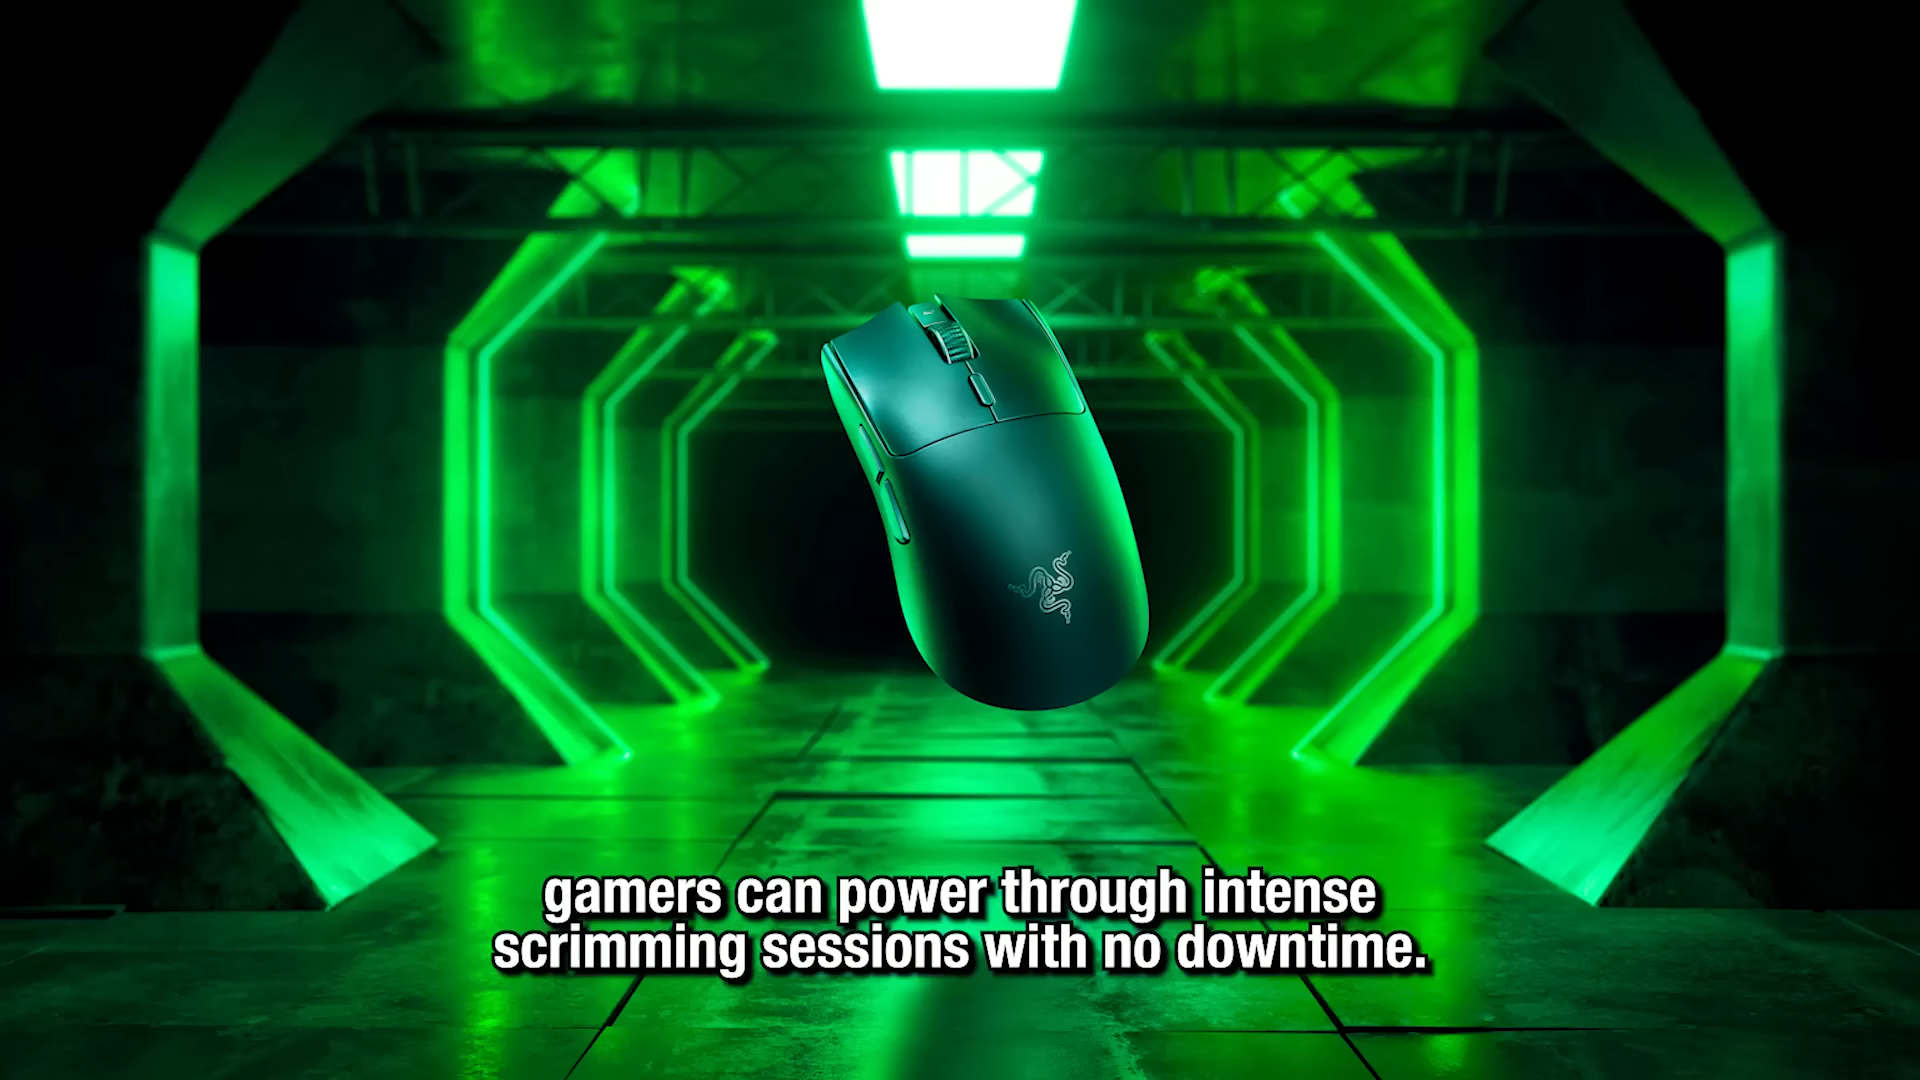 gamers can power through intense
scrimming sessions with no downtime.